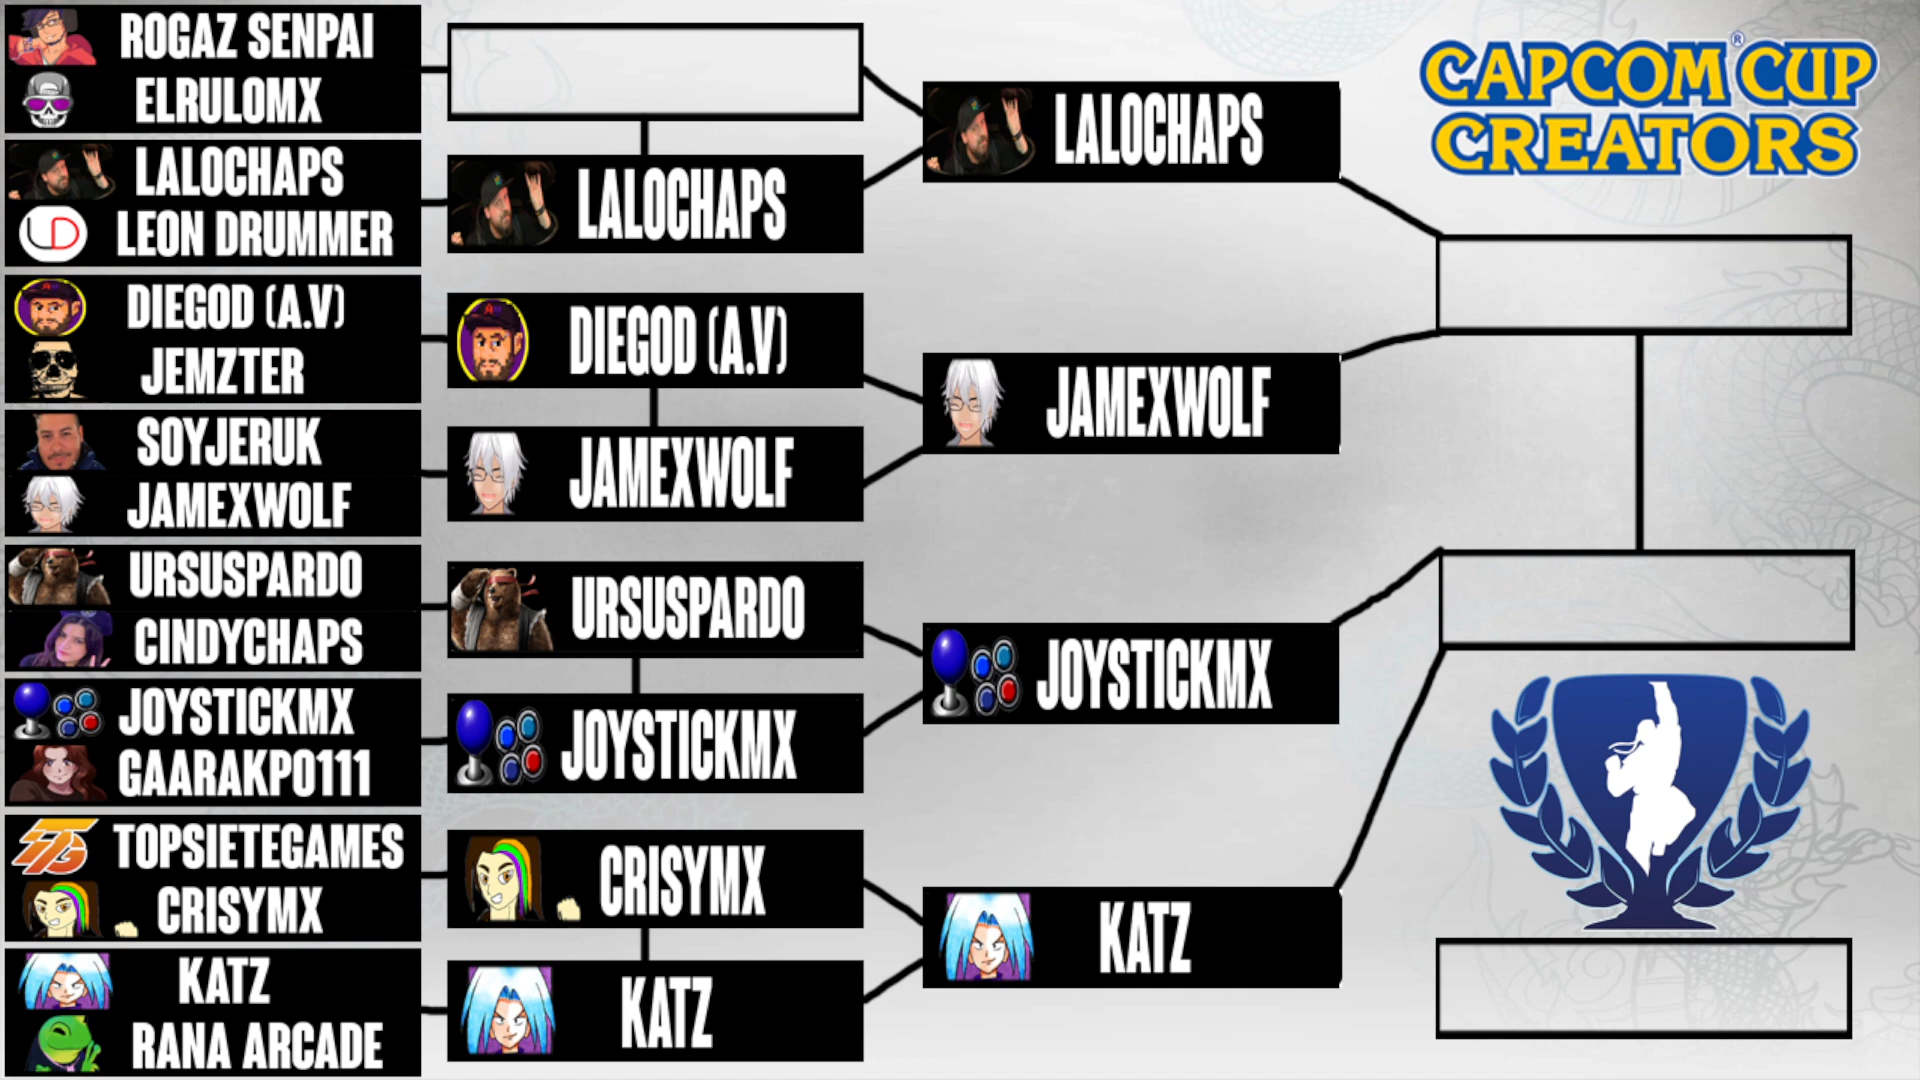 ROGAZ SENPAI
ELRULOMX
LALOCHAPS
LEON DRUMMER
DIEGOD (A.V)
JEMZTER
SOYJERUK
JAMEXWOLF
URSUSPARDO
CINDYCHAPS
JOYSTICKMX
GAARAKPO111
TOPSIETEGAMES
CRISYMX
KATZ
RANA ARCADE
LALOCHAPS
DIEGOD (A.V)
JAMEXWOLF
URSUSPARDO
JOYSTICKMX
CRISYMX
KATZ
LALOCHAPS
JAMEXWOLF
JOYSTICKMX
KATZ
CAPCOM CUP®
CREATORS